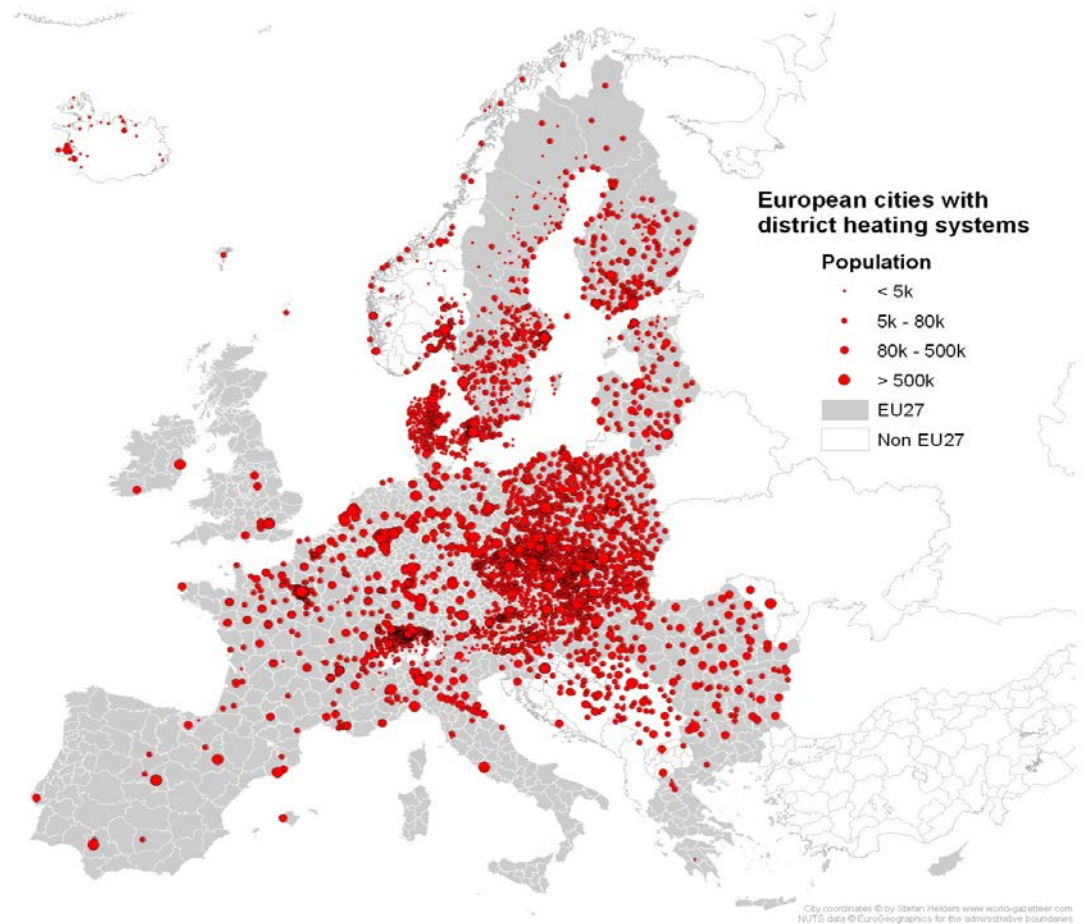 European cities with
district heating systems
Population
< 5k
5k - 80k
80k - 500k
> 500k
EU27
Non EU27
City coordinates © by Stefan Helders www.world-gazetteer.com
NUTS data © EuroGeographics for the administrative boundaries